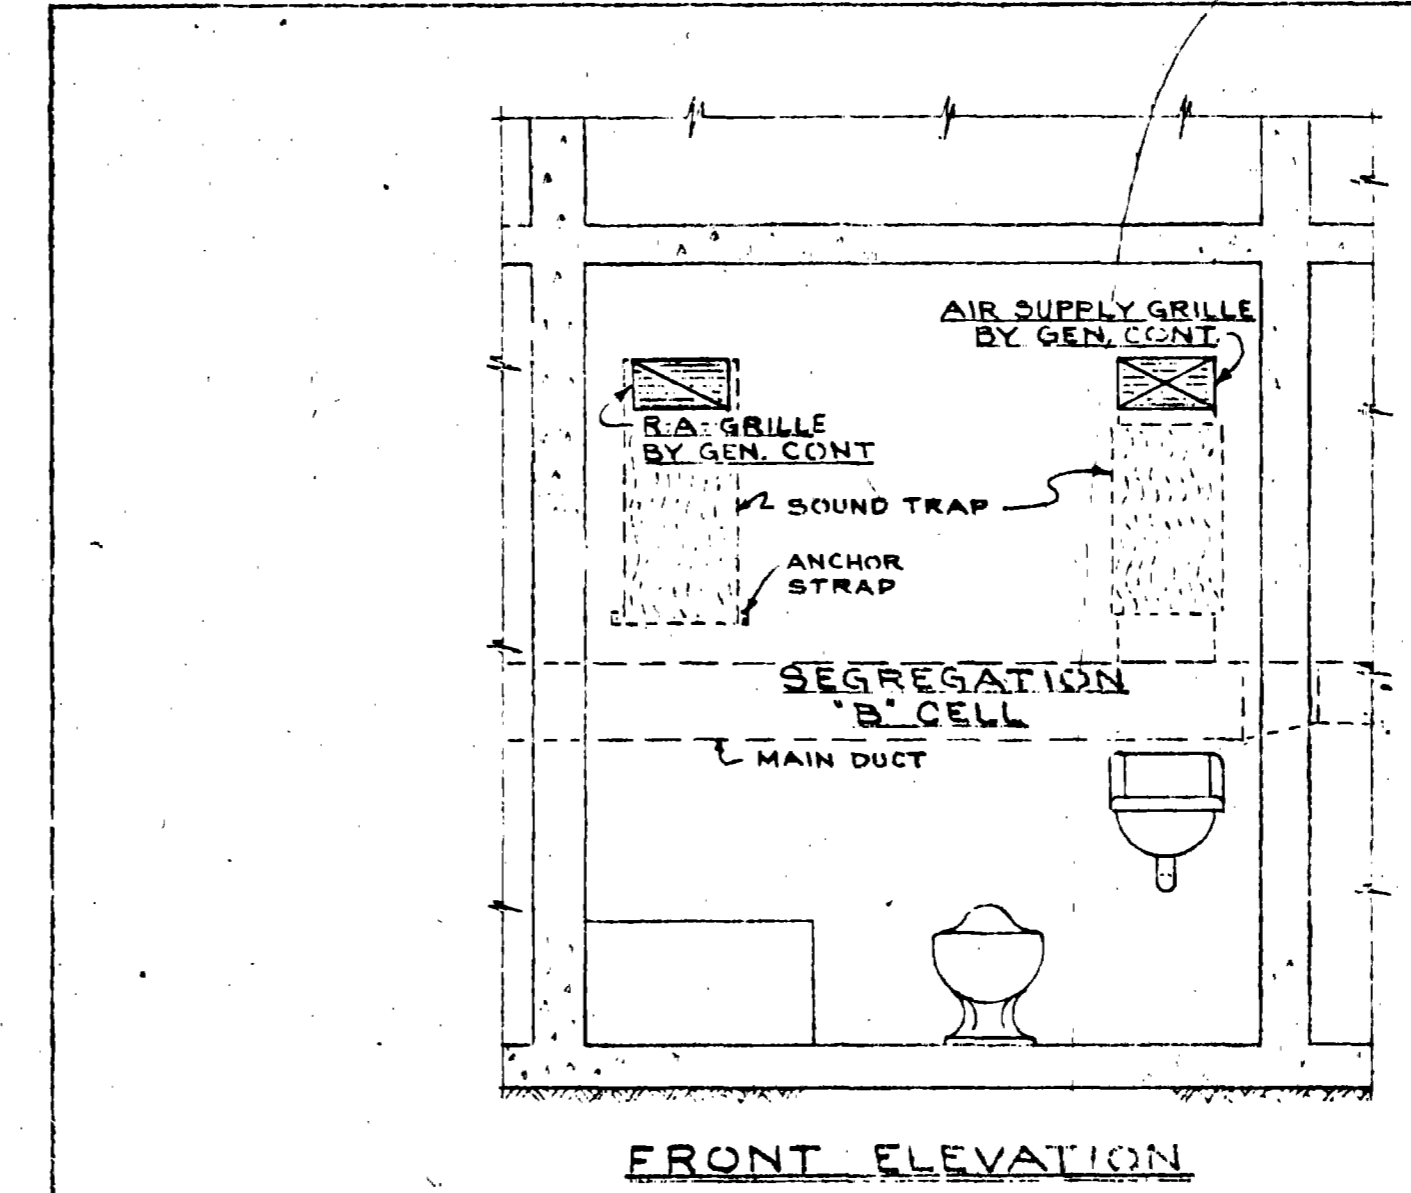 AIR SUPPLY GRILLE
BY GEN. CONT.
R.A. GRILLE
BY GEN. CONT
SOUND TRAP
ANCHOR
STRAP
SEGREGATION
"B" CELL
MAIN DUCT
FRONT ELEVATION